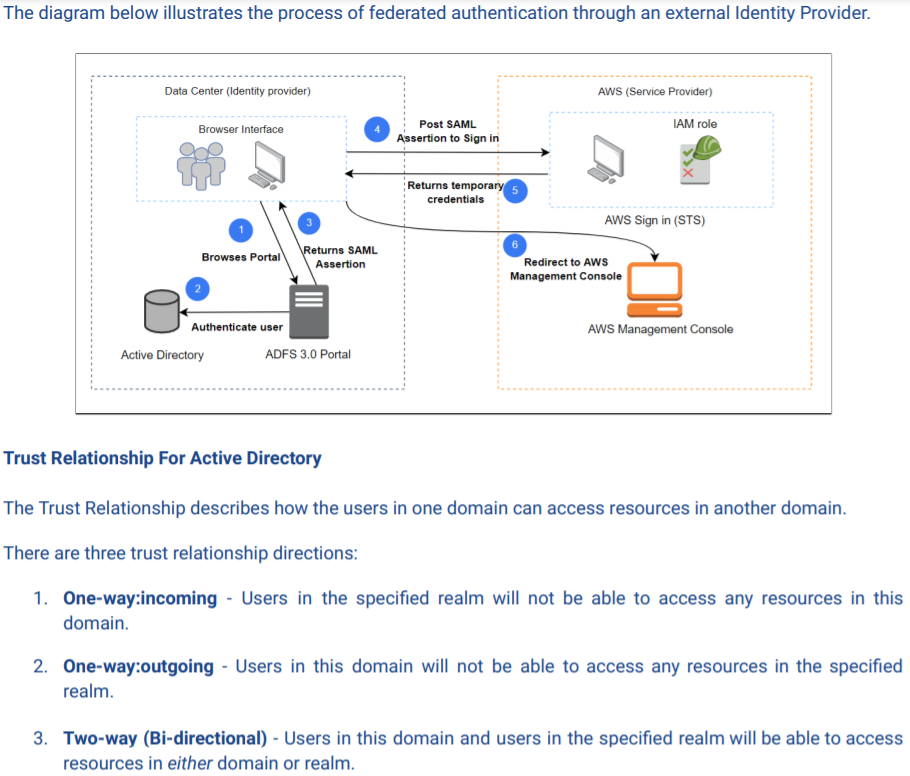 The diagram below illustrates the process of federated authentication through an external Identity Provider.
Data Center (Identity provider)
AWS (Service Provider)
Browser Interface
4
Post SAML
Assertion to Sign in
IAM role
Returns temporary
credentials
5
AWS Sign in (STS)
1
3
Browses Portal
Returns SAML
Assertion
6
Redirect to AWS
Management Console
2
Authenticate user
AWS Management Console
Active Directory
ADFS 3.0 Portal
Trust Relationship For Active Directory
The Trust Relationship describes how the users in one domain can access resources in another domain.
There are three trust relationship directions:
1. One-way:incoming - Users in the specified realm will not be able to access any resources in this
domain.
2. One-way:outgoing - Users in this domain will not be able to access any resources in the specified
realm.
3. Two-way (Bi-directional) - Users in this domain and users in the specified realm will be able to access
resources in either domain or realm.